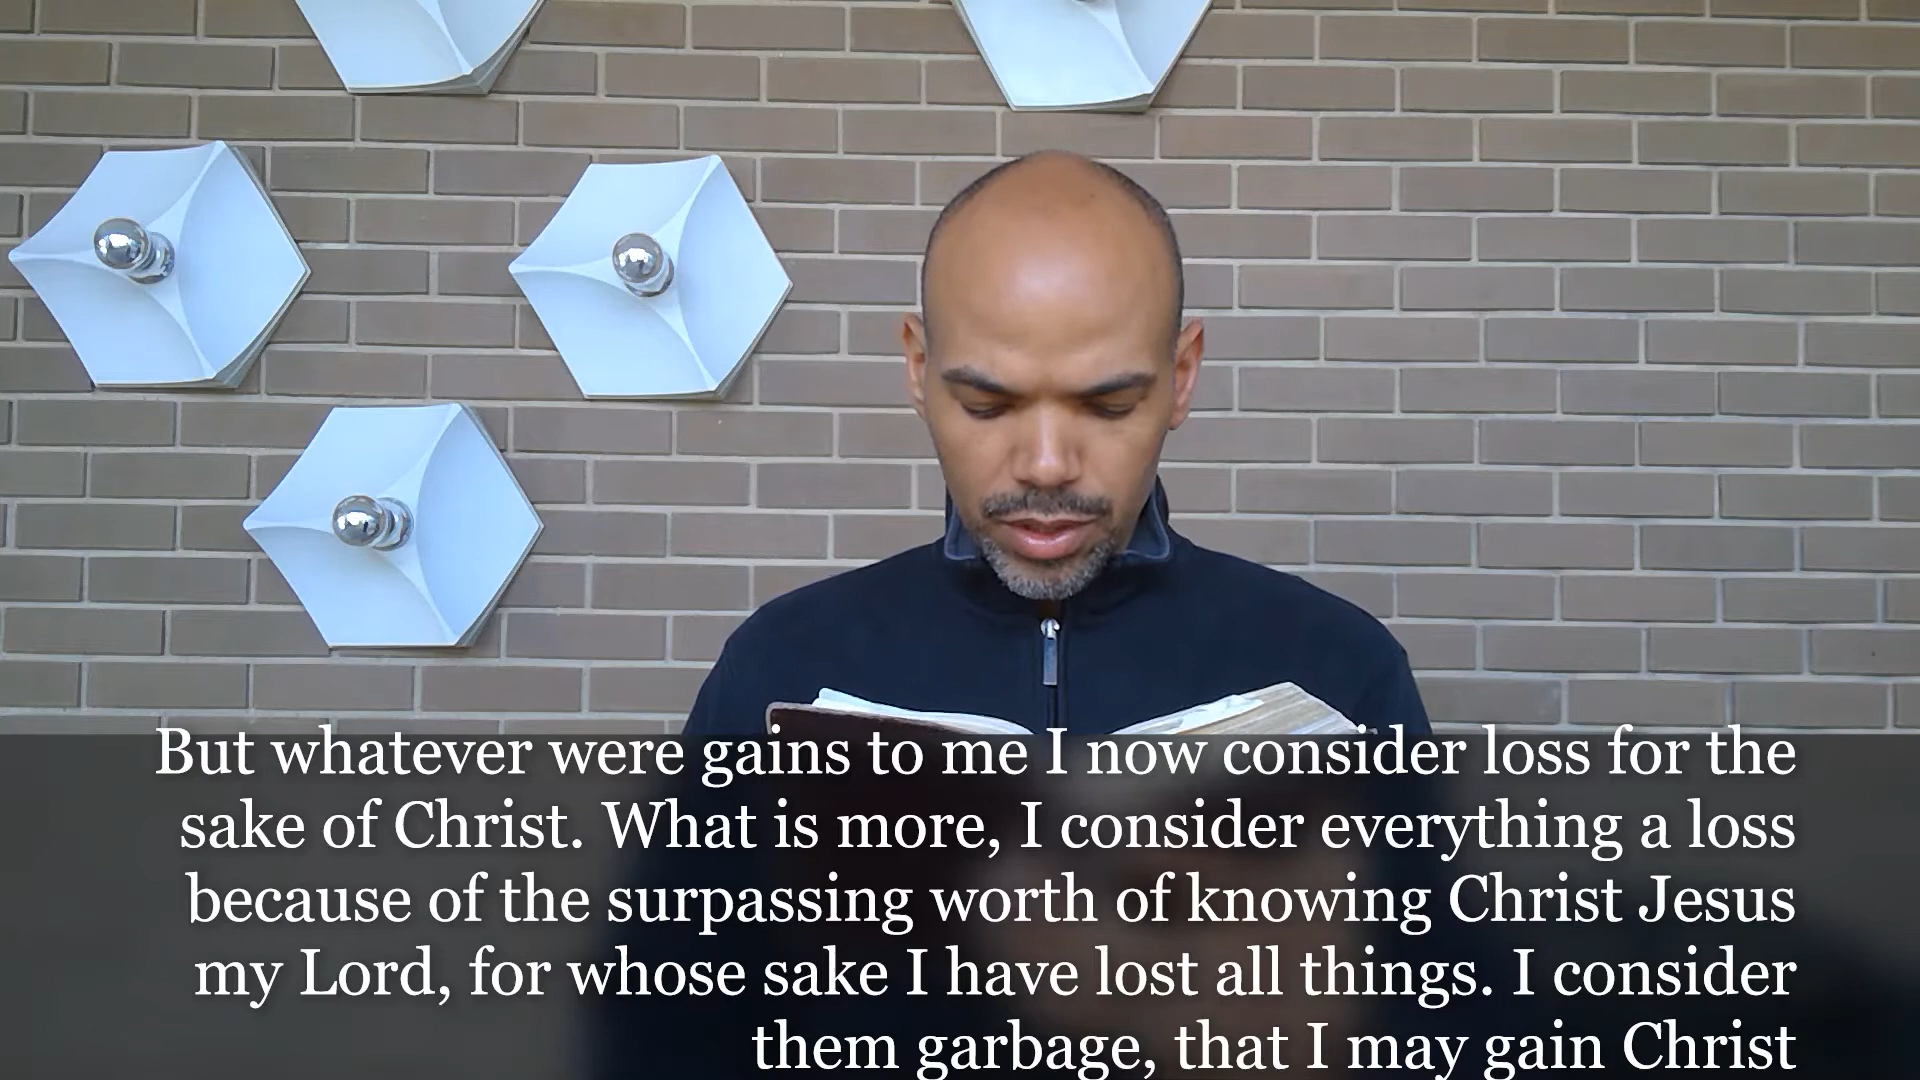 But whatever were gains to me I now consider loss for the
sake of Christ. What is more, I consider everything a loss
because of the surpassing worth of knowing Christ Jesus
my Lord, for whose sake I have lost all things. I consider
them garbage, that I may gain Christ